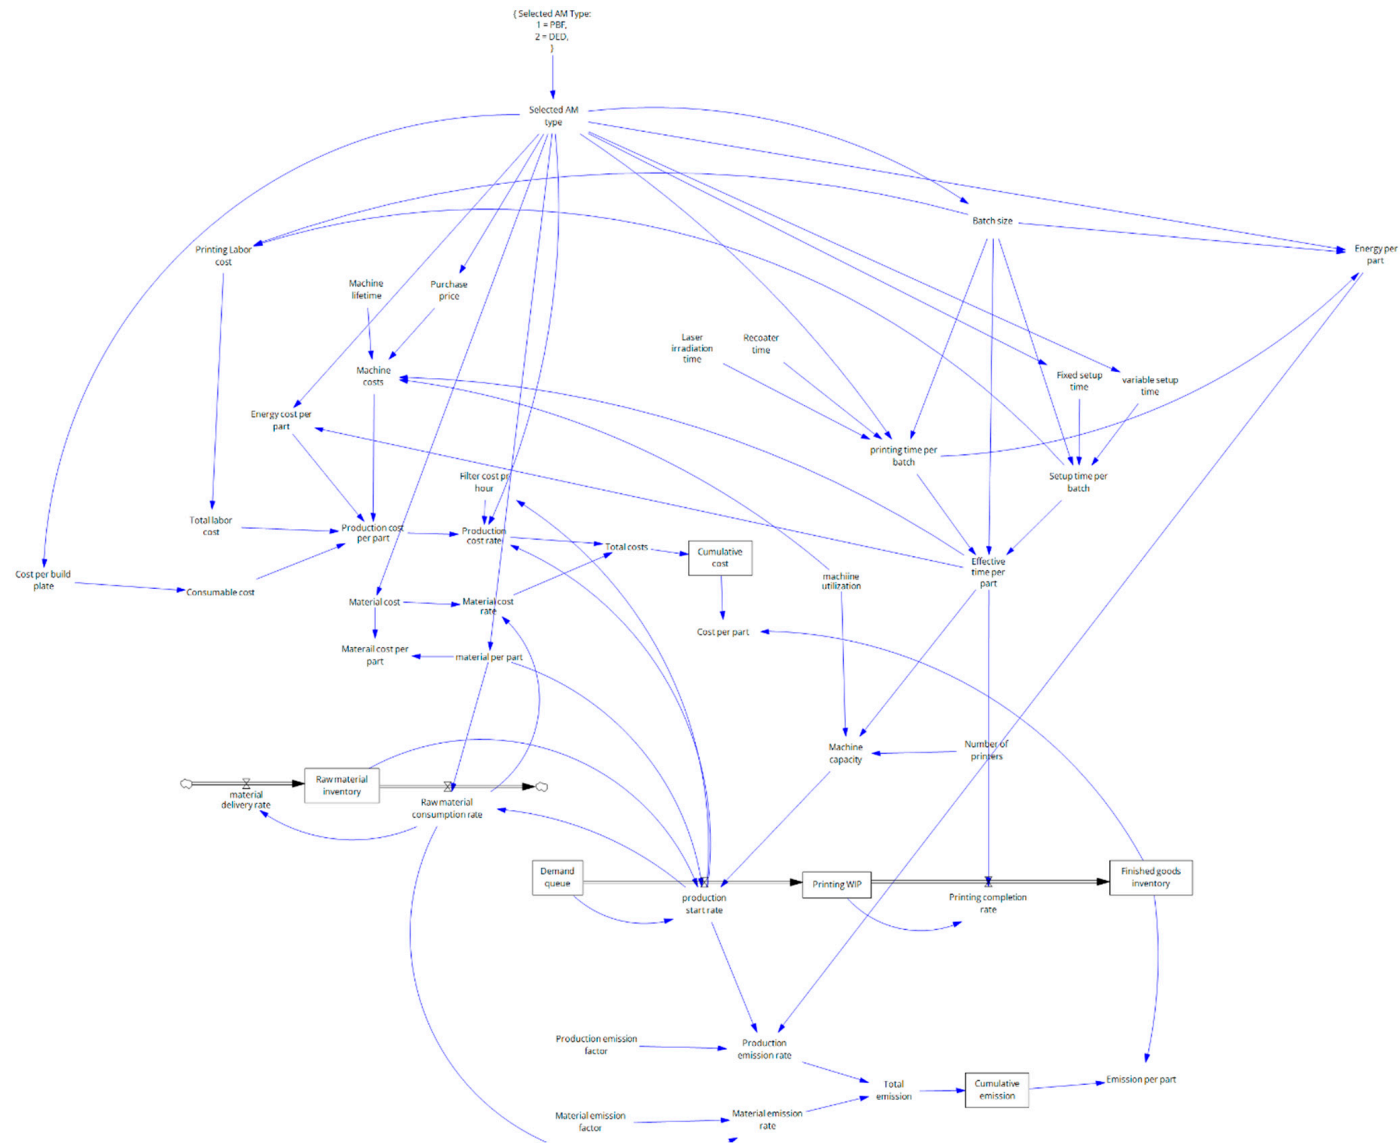 { Selected AM Type:
1 = PBF,
2 = DED,
}
Selected AM
type
Batch size
Printing Labor
cost
Energy per
part
Machine
lifetime
Purchase
price
Laser
irradiation
time
Recoater
time
Machine
costs
Fixed setup
time
variable setup
time
Energy cost per
part
printing time per
batch
Filter cost pr
hour
Setup time per
batch
Total labor
cost
Production cost
per part
Production
cost rate
Total costs
Cumulative
cost
Effective
time per
part
Cost per build
plate
Consumable cost
machiine
utilization
Material cost
Material cost
rate
Cost per part
Materail cost per
part
material per part
Machine
capacity
Number of
printers
Raw material
inventory
material
delivery rate
Raw material
consumption rate
Demand
queue
Printing WIP
Finished goods
inventory
production
start rate
Printing completion
rate
Production emission
factor
Production
emission rate
Total
emission
Cumulative
emission
Emission per part
Material emission
factor
Material emission
rate